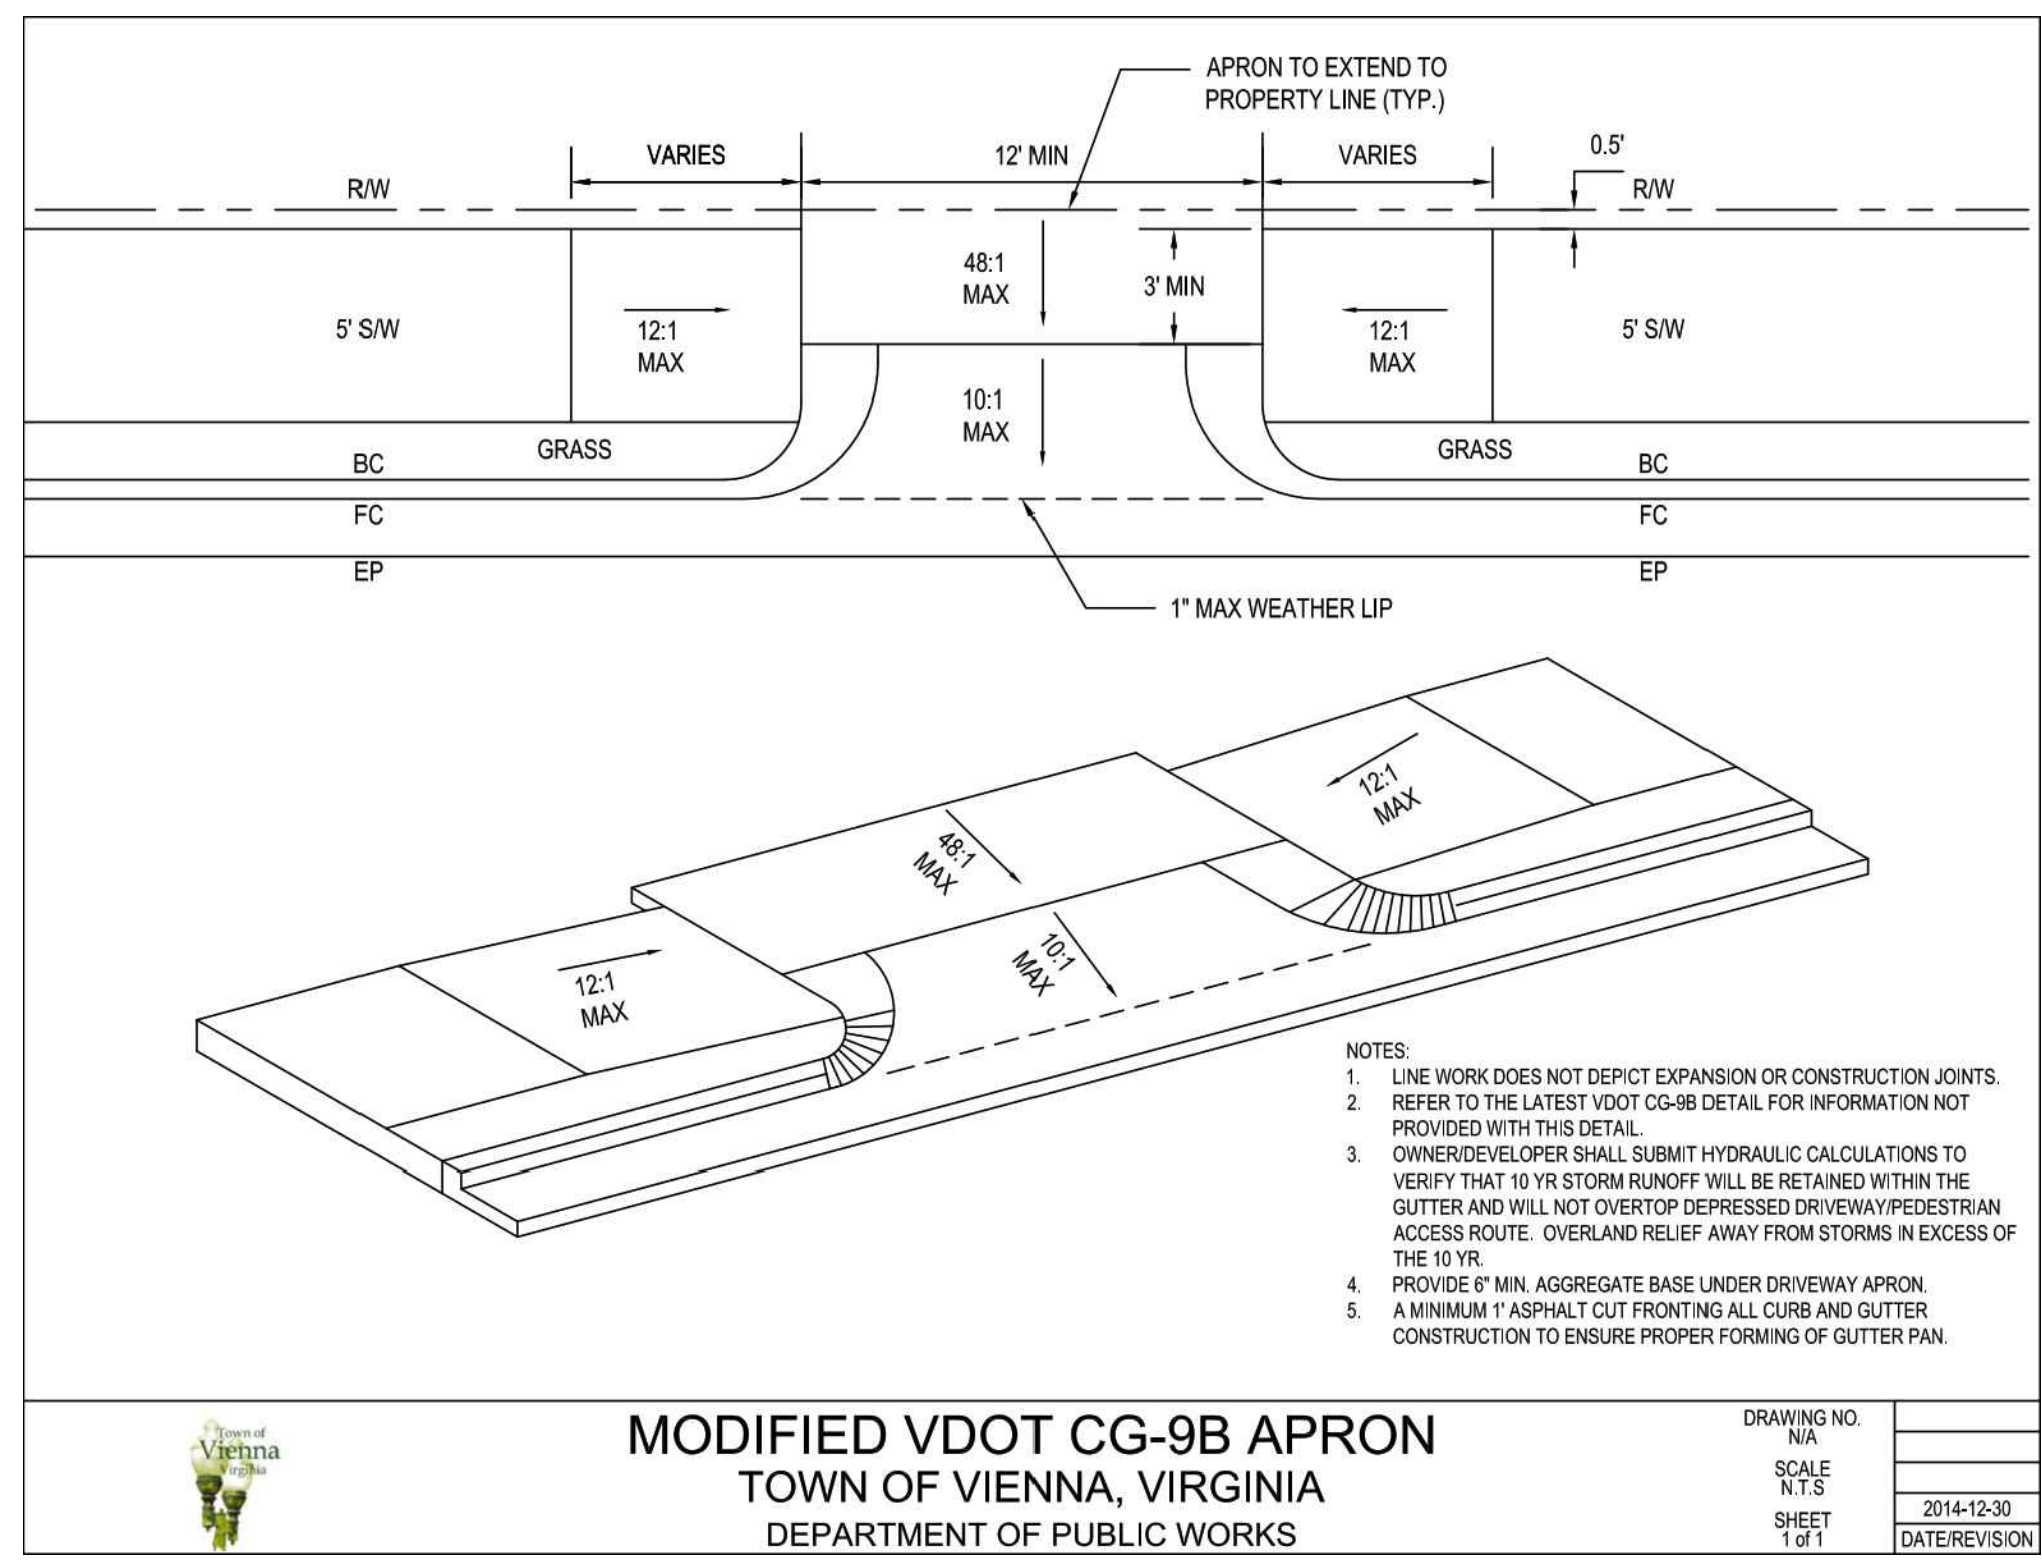 APRON TO EXTEND TO
PROPERTY LINE (TYP.)
VARIES
12' MIN
VARIES
0.5'
R/W
R/W
48:1
MAX
3' MIN
5' S/W
12:1
MAX
12:1
MAX
5' S/W
10:1
MAX
GRASS
GRASS
BC
BC
FC
FC
EP
EP
1" MAX WEATHER LIP
12:1
MAX
48:1
MAX
10:1
MAX
12:1
MAX
NOTES:
1. LINE WORK DOES NOT DEPICT EXPANSION OR CONSTRUCTION JOINTS.
2. REFER TO THE LATEST VDOT CG-9B DETAIL FOR INFORMATION NOT
PROVIDED WITH THIS DETAIL.
3. OWNER/DEVELOPER SHALL SUBMIT HYDRAULIC CALCULATIONS TO
VERIFY THAT 10 YR STORM RUNOFF WILL BE RETAINED WITHIN THE
GUTTER AND WILL NOT OVERTOP DEPRESSED DRIVEWAY/PEDESTRIAN
ACCESS ROUTE. OVERLAND RELIEF AWAY FROM STORMS IN EXCESS OF
THE 10 YR.
4. PROVIDE 6" MIN. AGGREGATE BASE UNDER DRIVEWAY APRON.
5. A MINIMUM 1' ASPHALT CUT FRONTING ALL CURB AND GUTTER
CONSTRUCTION TO ENSURE PROPER FORMING OF GUTTER PAN.
Town of
Vienna
Virginia
MODIFIED VDOT CG-9B APRON
TOWN OF VIENNA, VIRGINIA
DEPARTMENT OF PUBLIC WORKS
DRAWING NO.
N/A
SCALE
N.T.S
SHEET
1 of 1
2014-12-30
DATE/REVISION